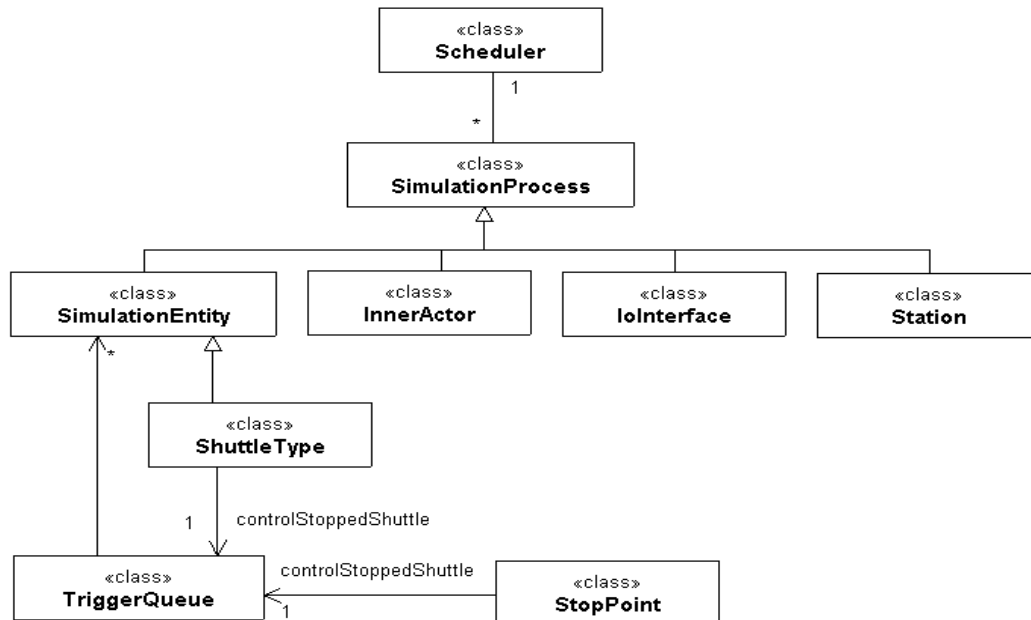 «class»
Scheduler
1
*
«class»
SimulationProcess
«class»
SimulationEntity
«class»
InnerActor
«class»
IoInterface
«class»
Station
*
«class»
ShuttleType
1
controlStoppedShuttle
«class»
TriggerQueue
controlStoppedShuttle
1
«class»
StopPoint